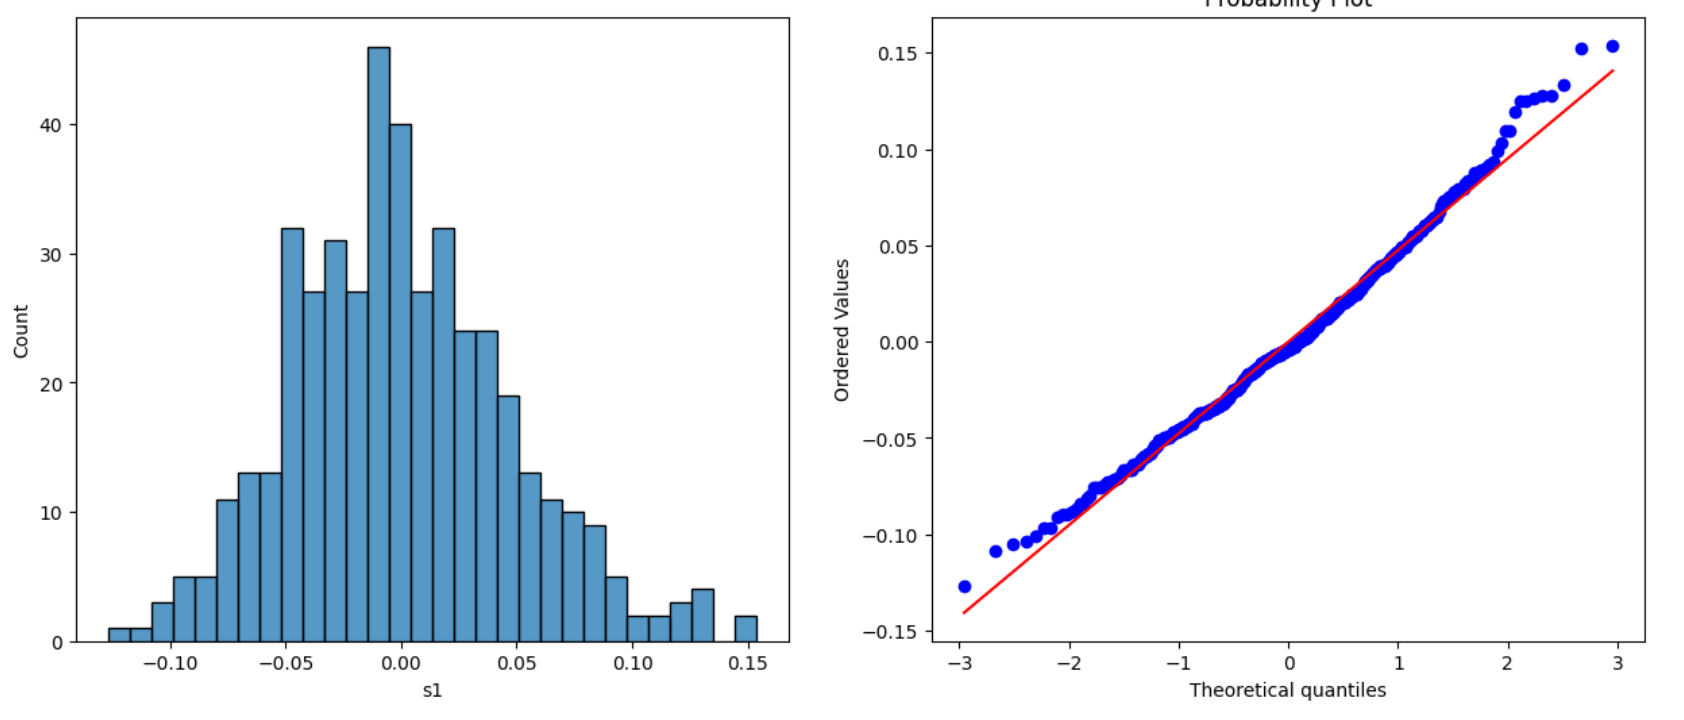 Probability Plot
40
30
20
10
0
−0.10 −0.05 0.00 0.05 0.10 0.15
s1
Count
0.15
0.10
0.05
0.00
−0.05
−0.10
−0.15
−3 −2 −1 0 1 2 3
Theoretical quantiles
Ordered Values